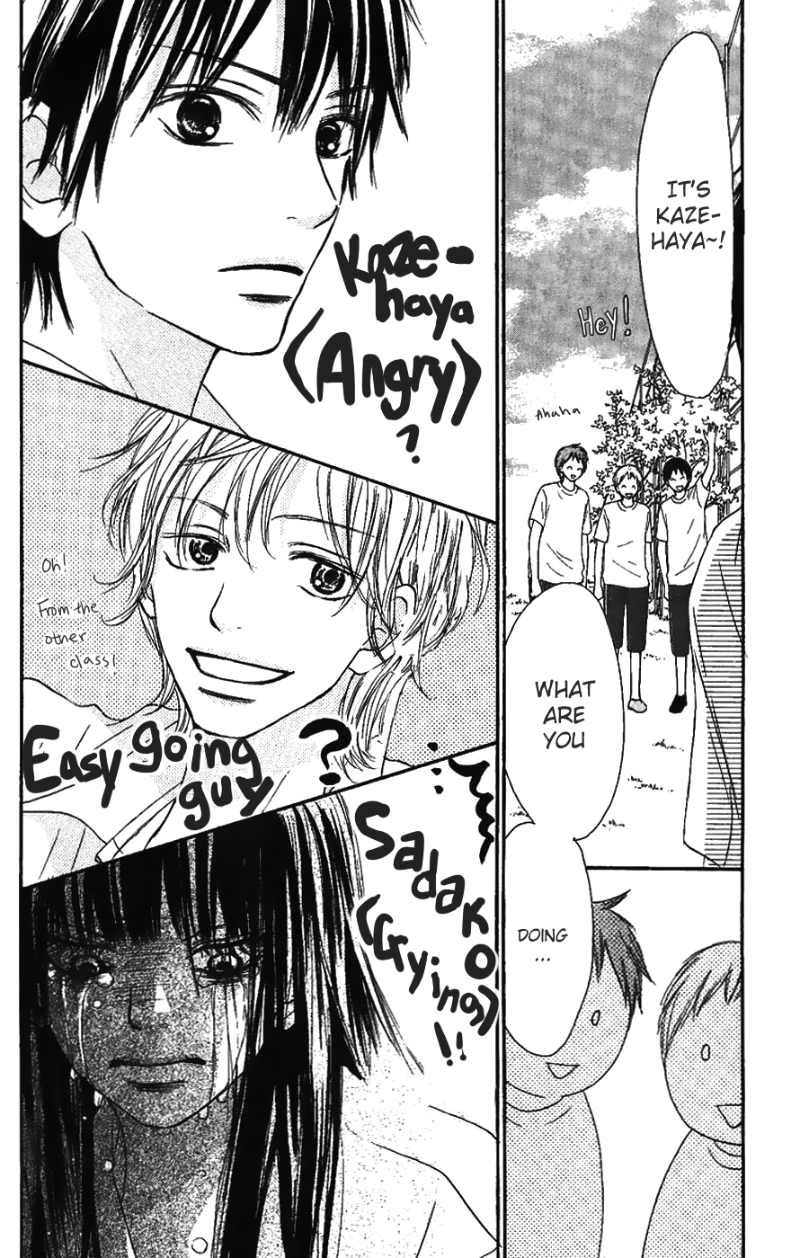 IT'S
KAZE-
HAYA~!
Hey!
Ahaha
WHAT
ARE
YOU
DOING
...
Kaze-
haya
(Angry)
?
Oh!
From the
other
class!
Easy going
guy?
Sadako
(Crying)
!!